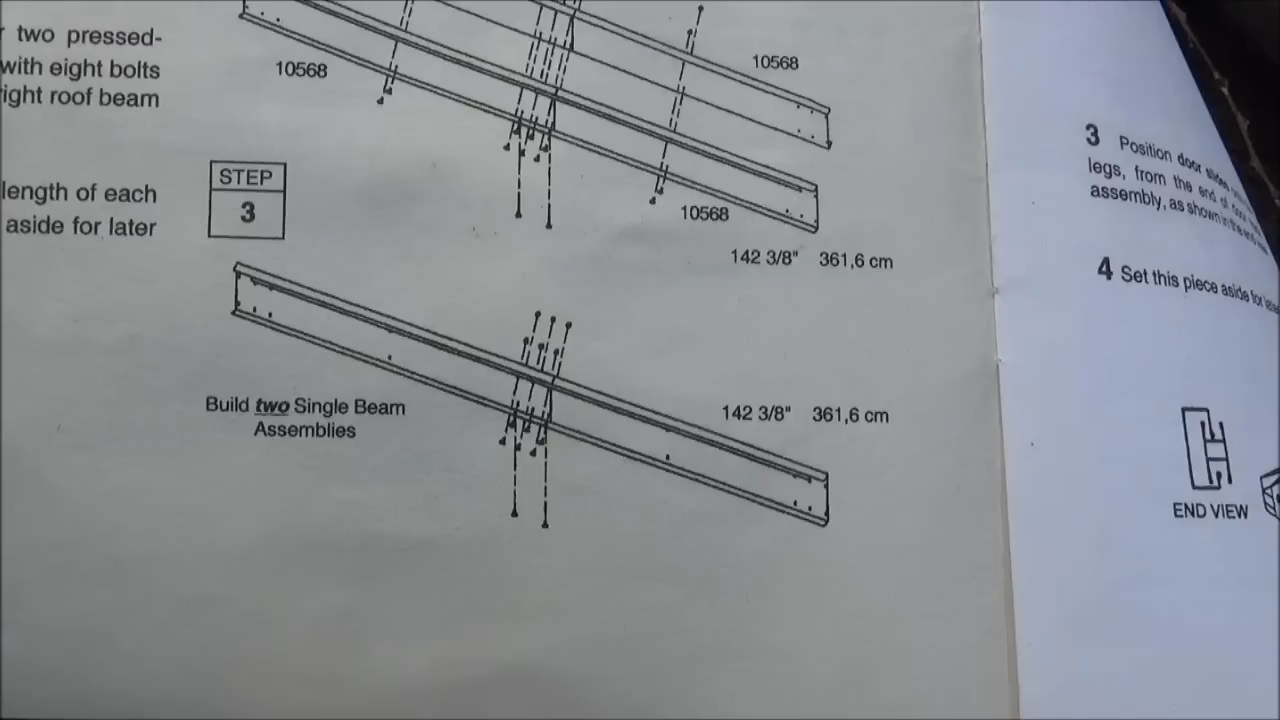 two pressed-
with eight bolts
ight roof beam
length of each
aside for later
10568
10568
10568
142 3/8" 361,6 cm
STEP
3
Build two Single Beam
Assemblies
142 3/8" 361,6 cm
3 Position door
legs, from the end of
assembly, as shown in the
4 Set this piece aside for
END VIEW